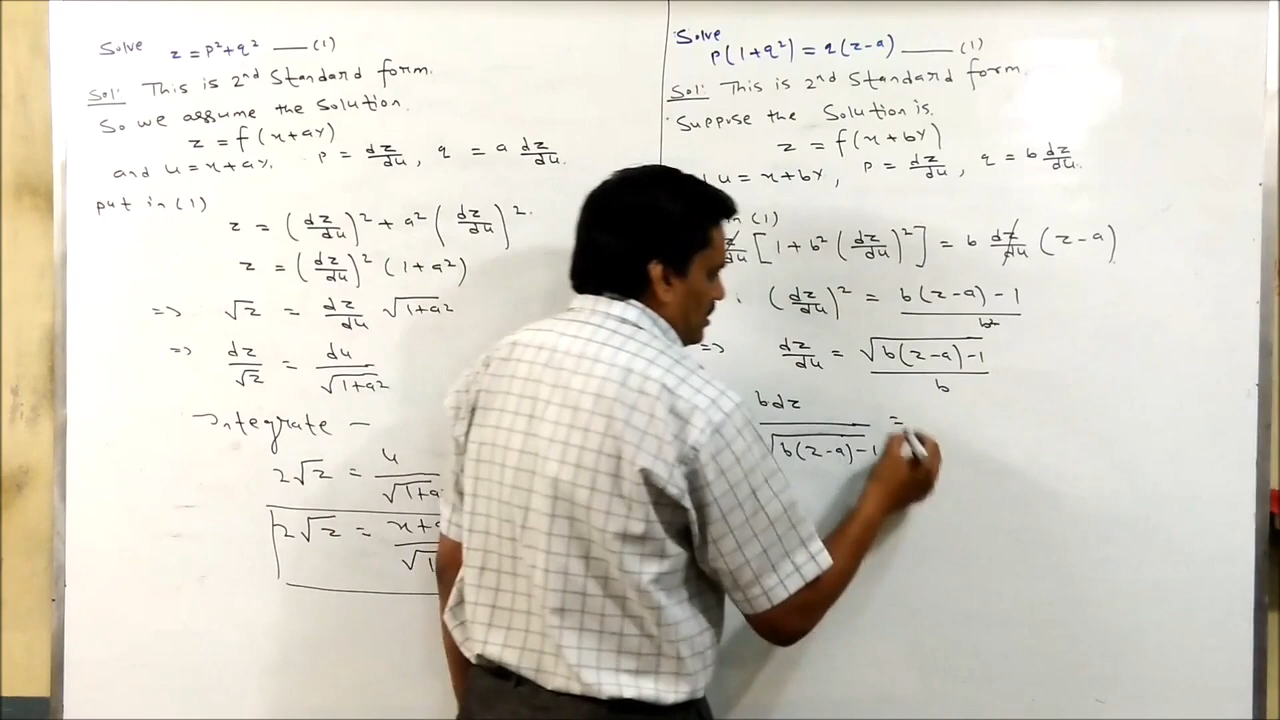 Solve z = p² + q² —— (1)
Sol: This is 2nd Standard form.
So we assume the Solution.
z = f(x+ay)
and u = x+ay. p = dz/du, q = a dz/du.
put in (1)
z = (dz/du)² + a² (dz/du)².
z = (dz/du)² (1+a²)
=> √z = dz/du √1+a²
=> dz/√z = du/√1+a²
Integrate —
2√z = u/√1+a
2√z = x+a/√1
Solve
p(1+q²) = q(z-a) —— (1)
Sol: This is 2nd Standard form.
Suppose the Solution is.
z = f(x+by)
u = x+by, p = dz/du, q = b dz/du.
in (1)
du [1+b² (dz/du)²] = b dz/du (z-a)
(dz/du)² = b(z-a)-1/b²
=> dz/du = √b(z-a)-1/b
b dz/√b(z-a)-1 =